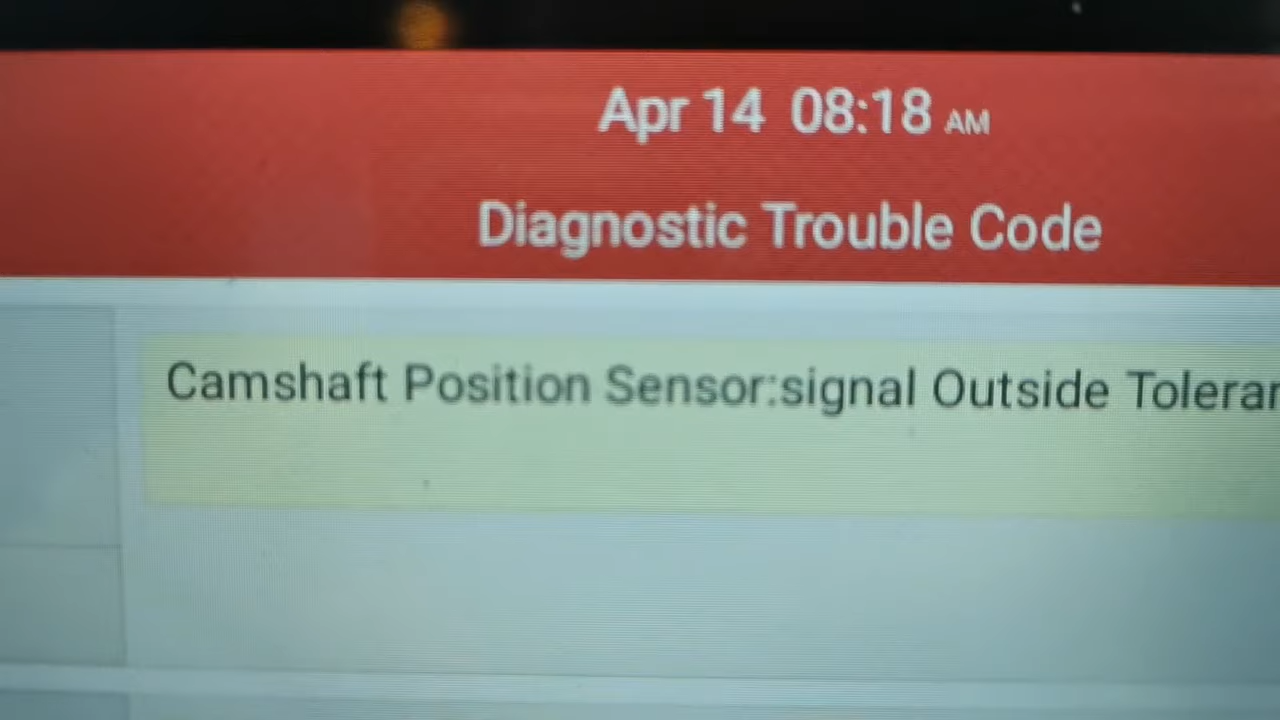 Apr 14 08:18 AM
Diagnostic Trouble Code
Camshaft Position Sensor:signal Outside